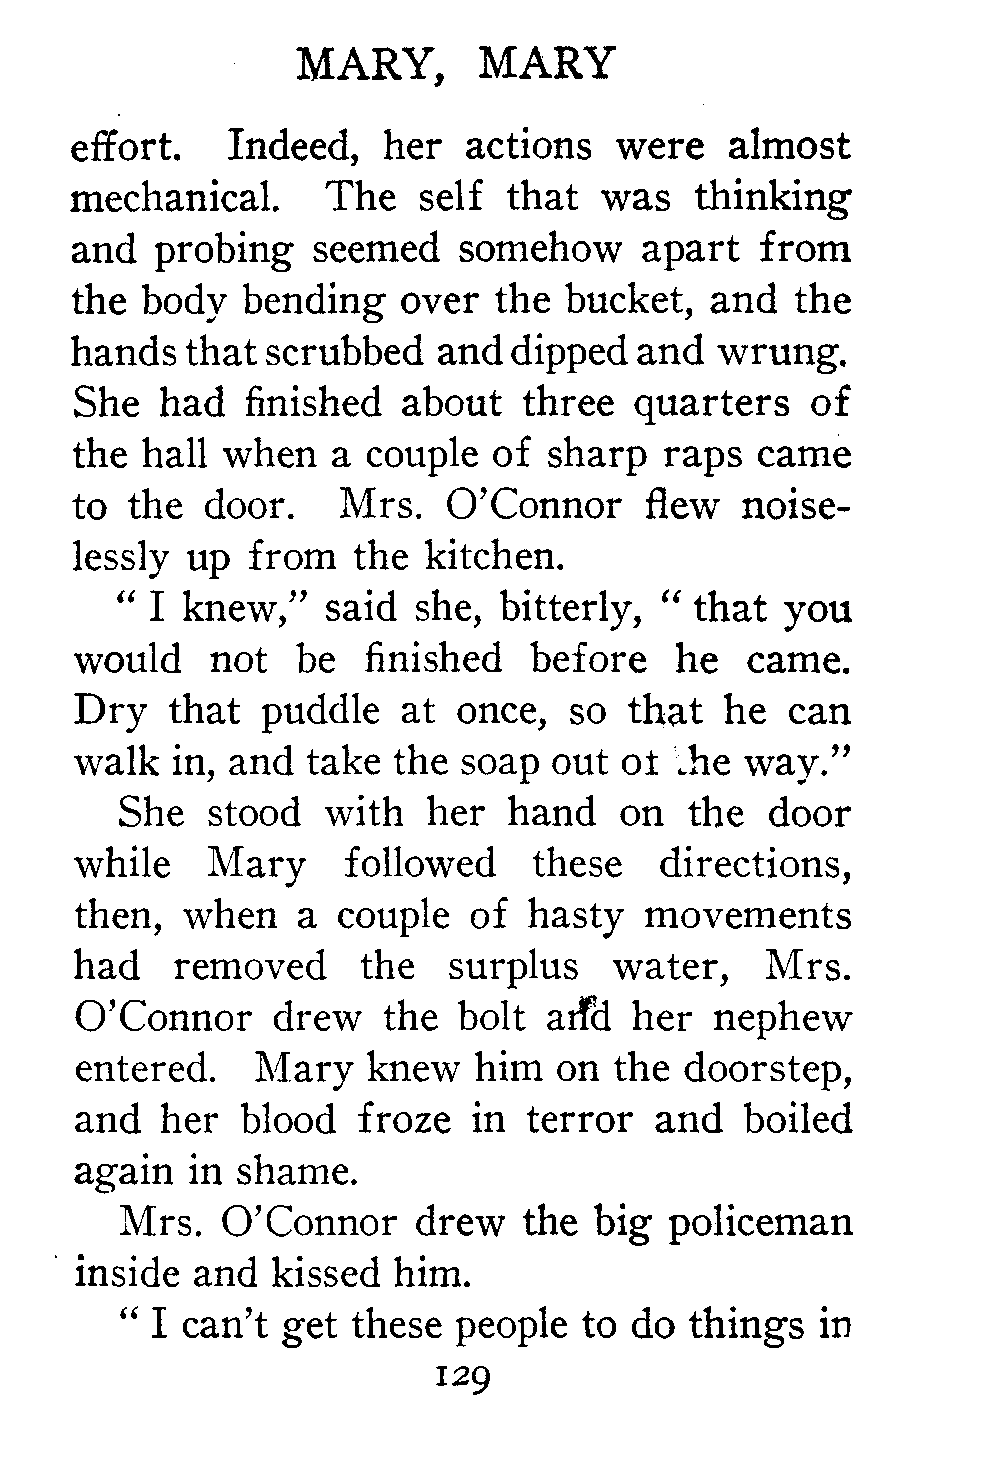 MARY, MARY
effort. Indeed, her actions were almost
mechanical. The self that was thinking
and probing seemed somehow apart from
the body bending over the bucket, and the
hands that scrubbed and dipped and wrung.
She had finished about three quarters of
the hall when a couple of sharp raps came
to the door. Mrs. O'Connor flew noise-
lessly up from the kitchen.
“ I knew,” said she, bitterly, “ that you
would not be finished before he came.
Dry that puddle at once, so that he can
walk in, and take the soap out of the way.”
She stood with her hand on the door
while Mary followed these directions,
then, when a couple of hasty movements
had removed the surplus water, Mrs.
O'Connor drew the bolt and her nephew
entered. Mary knew him on the doorstep,
and her blood froze in terror and boiled
again in shame.
Mrs. O'Connor drew the big policeman
inside and kissed him.
“ I can't get these people to do things in
129